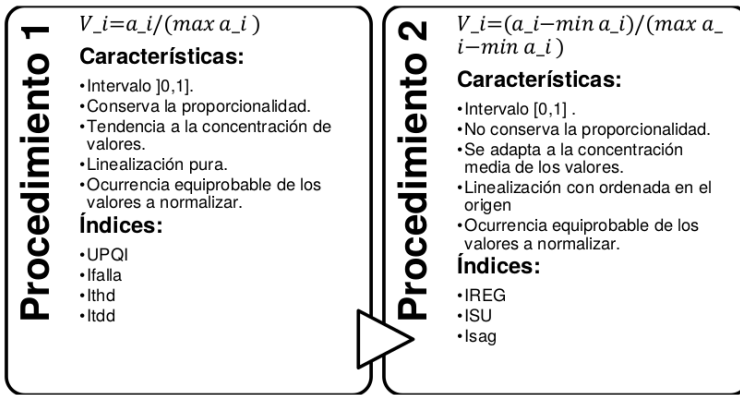 Procedimiento 1
V_i=a_i/(max a_i )
Características:
•Intervalo ]0,1].
•Conserva la proporcionalidad.
•Tendencia a la concentración de
valores.
•Linealización pura.
•Ocurrencia equiprobable de los
valores a normalizar.
Índices:
•UPQI
•Ifalla
•Ithd
•Itdd
Procedimiento 2
V_i=(a_i−min a_i)/(max a_
i−min a_i )
Características:
•Intervalo [0,1] .
•No conserva la proporcionalidad.
•Se adapta a la concentración
media de los valores.
•Linealización con ordenada en el
origen
•Ocurrencia equiprobable de los
valores a normalizar.
Índices:
•IREG
•ISU
•Isag